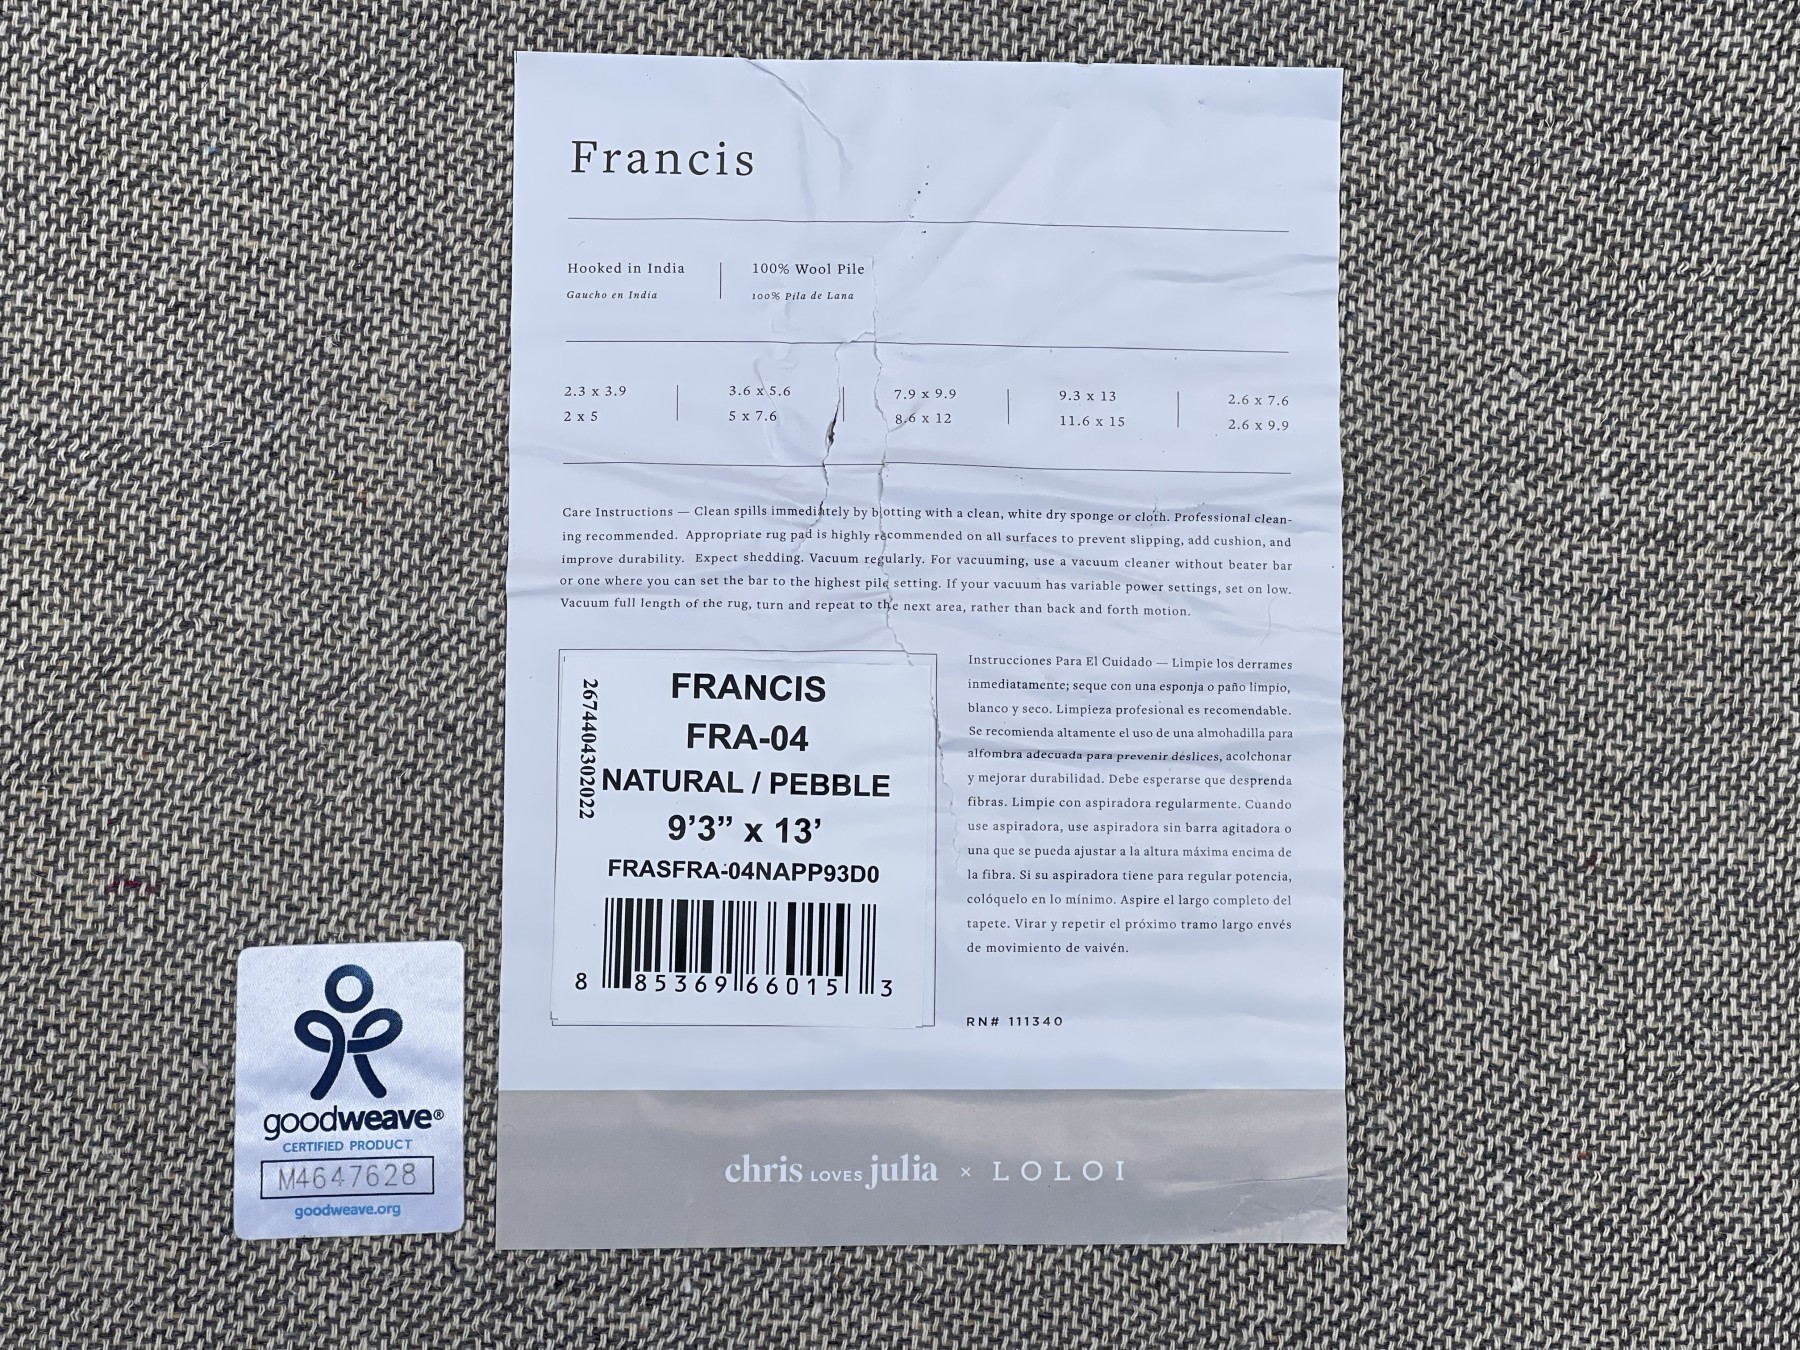 Francis
Hooked in India
Gaucho en India
100% Wool Pile
100% Pila de Lana
2.3 x 3.9
2 x 5
3.6 x 5.6
5 x 7.6
7.9 x 9.9
8.6 x 12
9.3 x 13
11.6 x 15
2.6 x 7.6
2.6 x 9.9
Care Instructions — Clean spills immediately by blotting with a clean, white dry sponge or cloth. Professional clean-
ing recommended. Appropriate rug pad is highly recommended on all surfaces to prevent slipping, add cushion, and
improve durability. Expect shedding. Vacuum regularly. For vacuuming, use a vacuum cleaner without beater bar
or one where you can set the bar to the highest pile setting. If your vacuum has variable power settings, set on low.
Vacuum full length of the rug, turn and repeat to the next area, rather than back and forth motion.
2674404302022
FRANCIS
FRA-04
NATURAL / PEBBLE
9’3” x 13’
FRASFRA-04NAPP93D0
8 85369 66015 3
Instrucciones Para El Cuidado — Limpie los derrames
inmediatamente; seque con una esponja o paño limpio,
blanco y seco. Limpieza profesional es recomendable.
Se recomienda altamente el uso de una almohadilla para
alfombra adecuada para prevenir deslices, acolchonar
y mejorar durabilidad. Debe esperarse que desprenda
fibras. Limpie con aspiradora regularmente. Cuando
use aspiradora, use aspiradora sin barra agitadora o
una que se pueda ajustar a la altura máxima encima de
la fibra. Si su aspiradora tiene para regular potencia,
colóquelo en lo mínimo. Aspire el largo completo del
tapete. Virar y repetir el próximo tramo largo envés
de movimiento de vaivén.
RN# 111340
chris LOVES julia × LOLOI
goodweave®
CERTIFIED PRODUCT
M4647628
goodweave.org